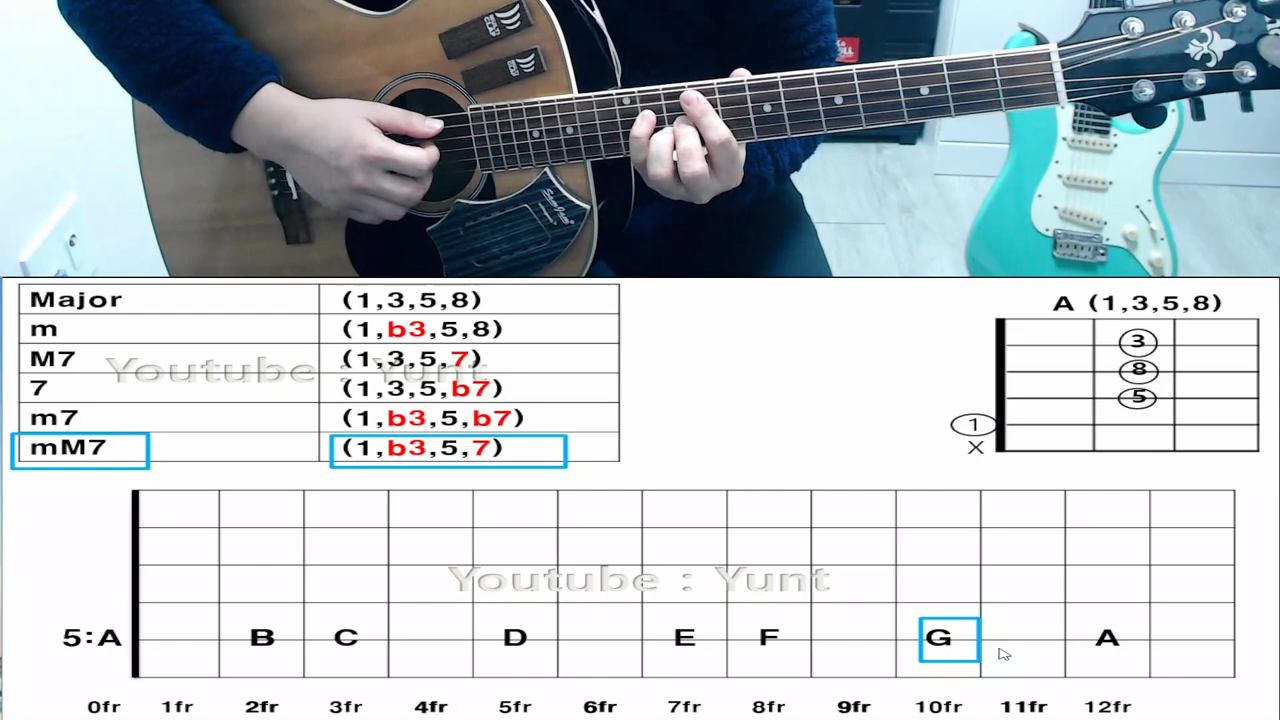 Major (1,3,5,8)
m (1,b3,5,8)
M7 (1,3,5,7)
7 (1,3,5,b7)
m7 (1,b3,5,b7)
mM7 (1,b3,5,7)
Youtube : Yunt
A (1,3,5,8)
3
8
5
1
X
Youtube : Yunt
5:A B C D E F G A
0fr 1fr 2fr 3fr 4fr 5fr 6fr 7fr 8fr 9fr 10fr 11fr 12fr